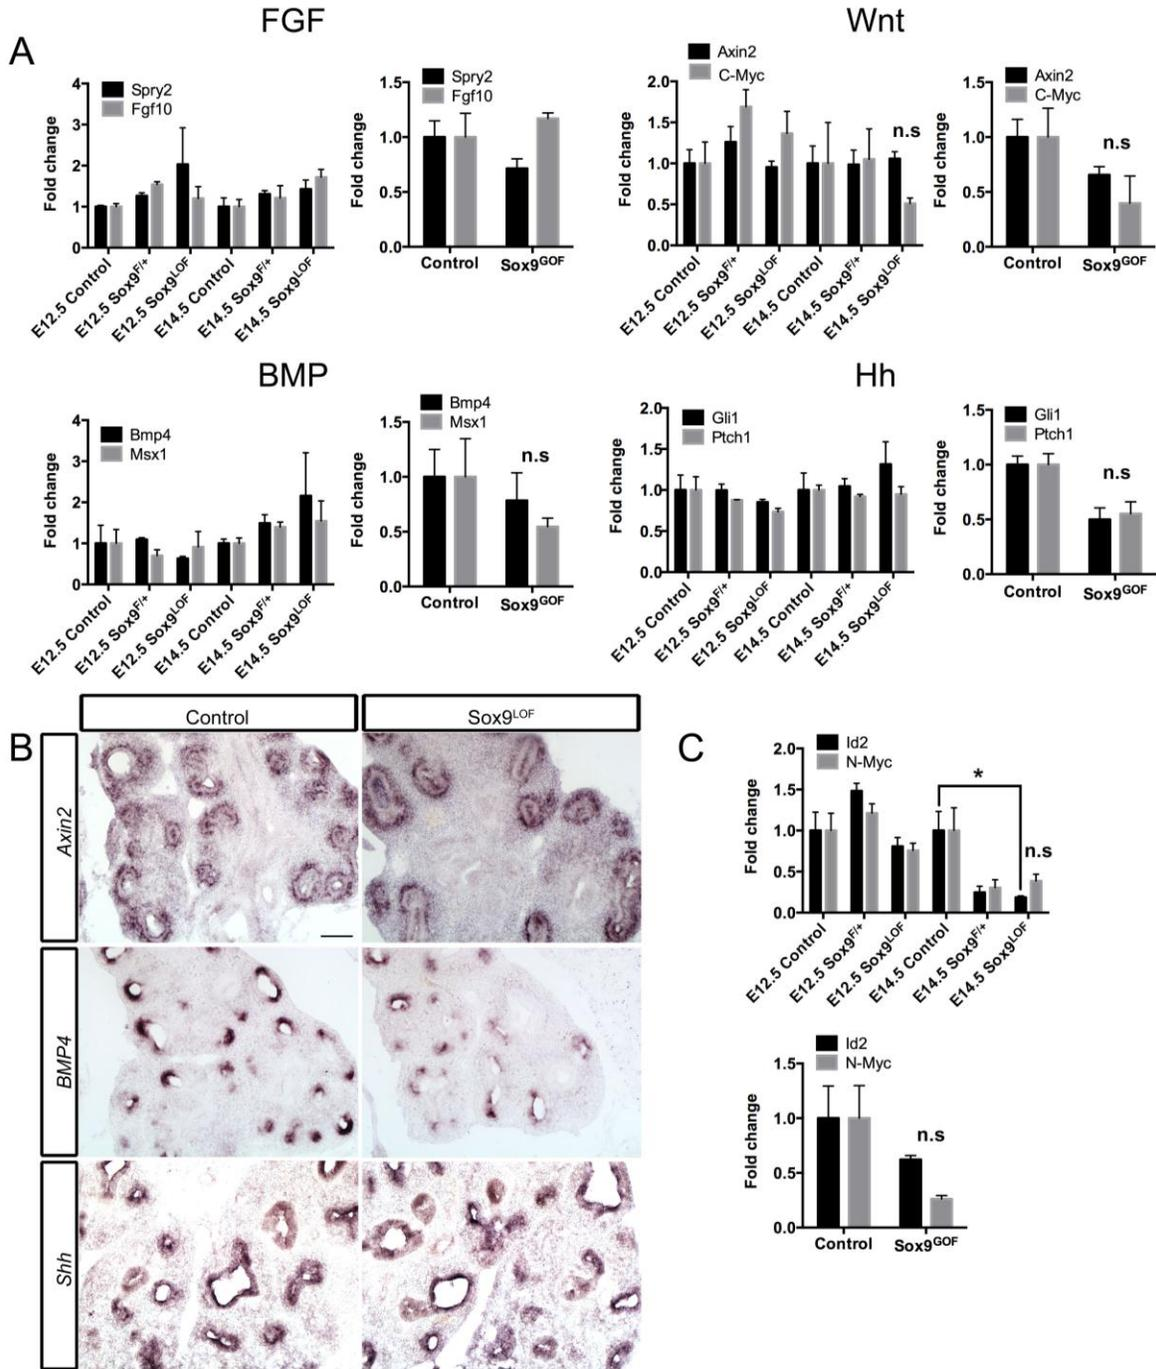 A
FGF
Spry2
Fgf10
Fold change
4
3
2
1
0
E12.5 Control
E12.5 Sox9F/+
E12.5 Sox9LOF
E14.5 Control
E14.5 Sox9F/+
E14.5 Sox9LOF
Spry2
Fgf10
Fold change
1.5
1.0
0.5
0.0
Control
Sox9GOF
Wnt
Axin2
C-Myc
Fold change
2.0
1.5
1.0
0.5
0.0
n.s
E12.5 Control
E12.5 Sox9F/+
E12.5 Sox9LOF
E14.5 Control
E14.5 Sox9F/+
E14.5 Sox9LOF
Axin2
C-Myc
Fold change
1.5
1.0
0.5
0.0
n.s
Control
Sox9GOF
BMP
Bmp4
Msx1
Fold change
4
3
2
1
0
E12.5 Control
E12.5 Sox9F/+
E12.5 Sox9LOF
E14.5 Control
E14.5 Sox9F/+
E14.5 Sox9LOF
Bmp4
Msx1
Fold change
1.5
1.0
0.5
0.0
n.s
Control
Sox9GOF
Hh
Gli1
Ptch1
Fold change
2.0
1.5
1.0
0.5
0.0
E12.5 Control
E12.5 Sox9F/+
E12.5 Sox9LOF
E14.5 Control
E14.5 Sox9F/+
E14.5 Sox9LOF
Gli1
Ptch1
Fold change
1.5
1.0
0.5
0.0
n.s
Control
Sox9GOF
B
Control
Sox9LOF
Axin2
BMP4
Shh
C
Id2
N-Myc
Fold change
2.0
1.5
1.0
0.5
0.0
*
n.s
E12.5 Control
E12.5 Sox9F/+
E12.5 Sox9LOF
E14.5 Control
E14.5 Sox9F/+
E14.5 Sox9LOF
Id2
N-Myc
Fold change
1.5
1.0
0.5
0.0
n.s
Control
Sox9GOF